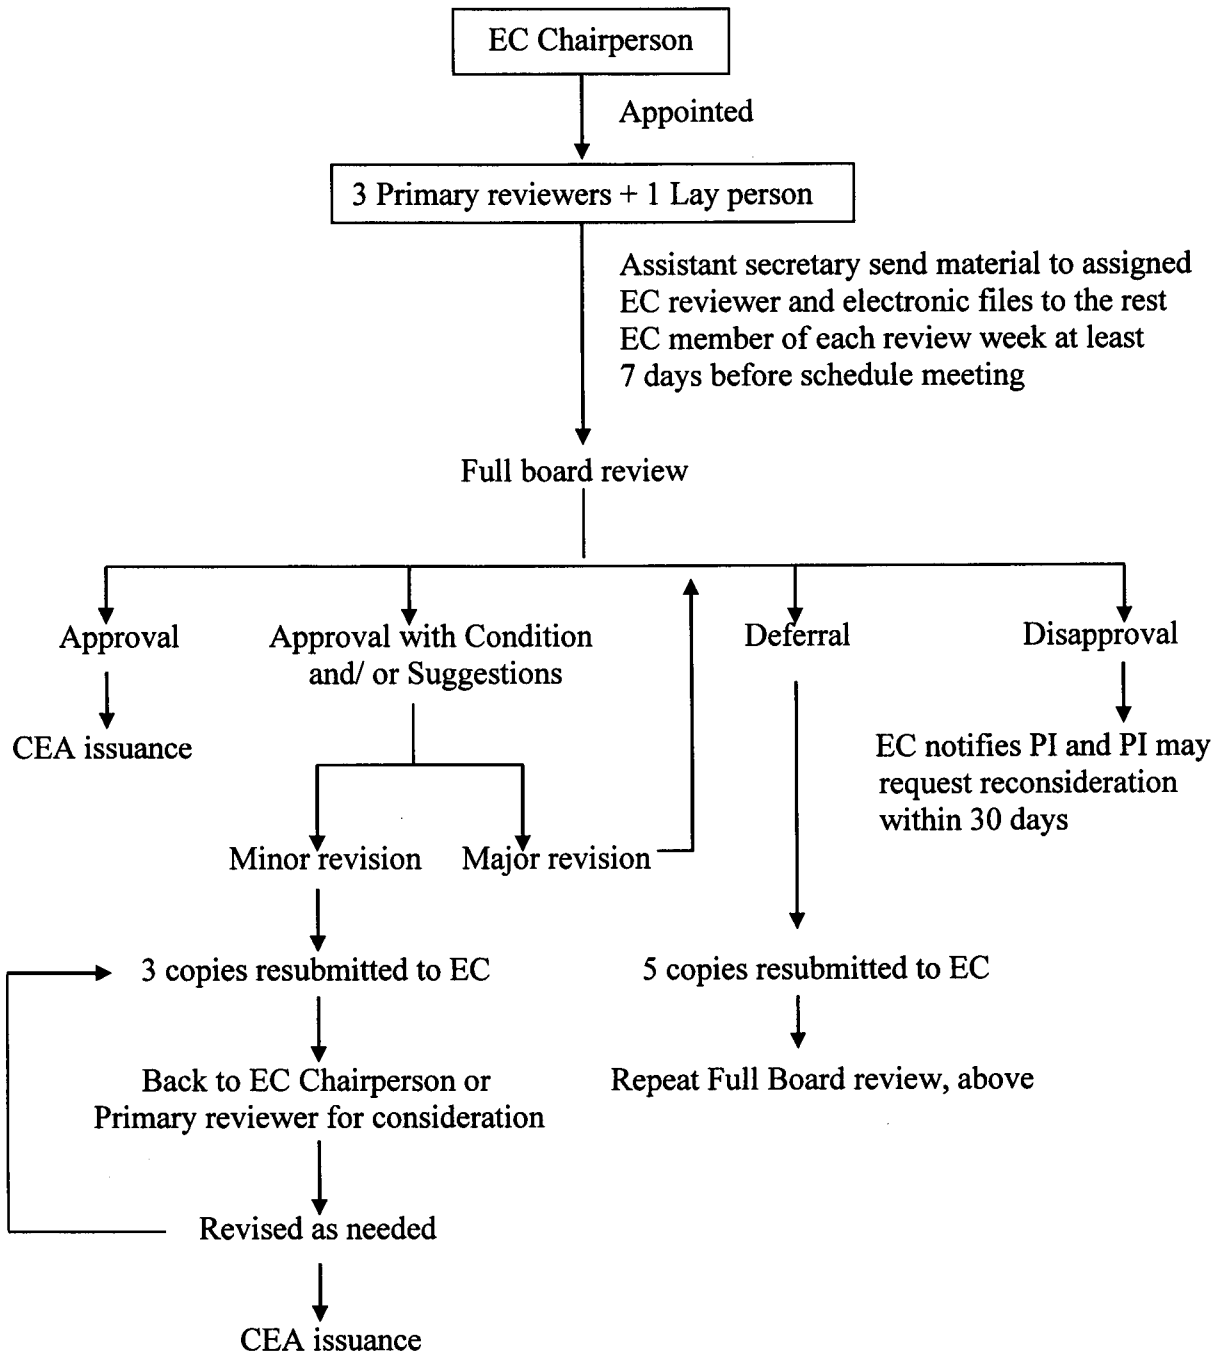 EC Chairperson
Appointed
3 Primary reviewers + 1 Lay person
Assistant secretary send material to assigned
EC reviewer and electronic files to the rest
EC member of each review week at least
7 days before schedule meeting
Full board review
Approval
Approval with Condition
and/ or Suggestions
Deferral
Disapproval
CEA issuance
EC notifies PI and PI may
request reconsideration
within 30 days
Minor revision
Major revision
3 copies resubmitted to EC
5 copies resubmitted to EC
Back to EC Chairperson or
Primary reviewer for consideration
Repeat Full Board review, above
Revised as needed
CEA issuance